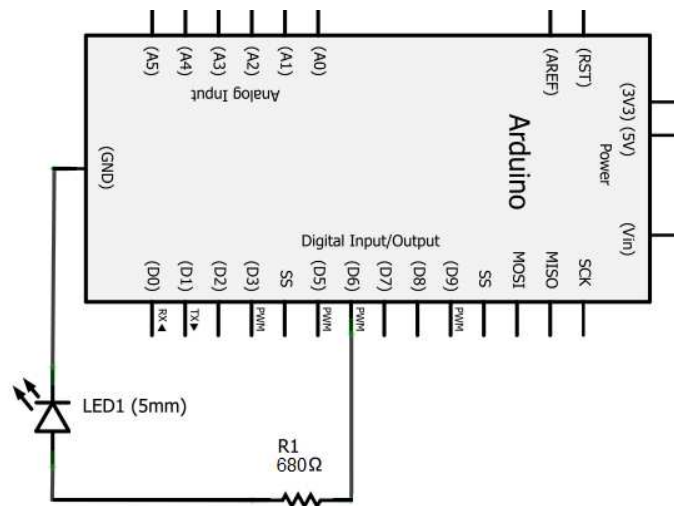 (A5)
(A4)
(A3)
(A2)
(A1)
(A0)
(AREF)
(RST)
Analog Input
(3V3)
(5V)
Power
(GND)
Arduino
(Vin)
Digital Input/Output
(D0)
(D1)
(D2)
(D3)
SS
(D5)
(D6)
(D7)
(D8)
(D9)
SS
MOSI
MISO
SCK
RX◀
TX▶
PWM
PWM
PWM
PWM
LED1 (5mm)
R1
680Ω